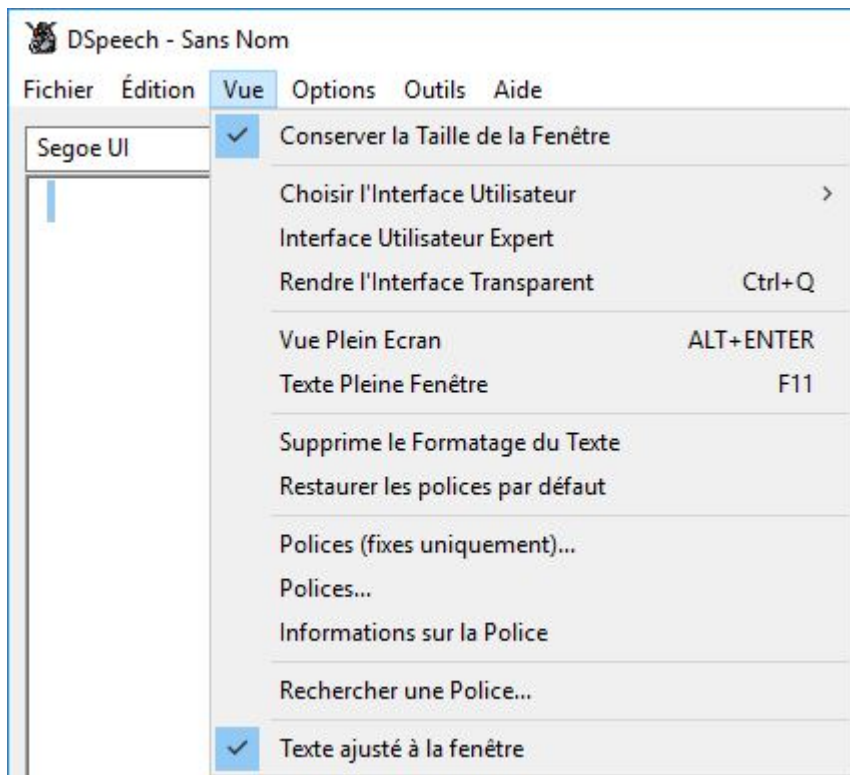 DSpeech - Sans Nom
Fichier Édition Vue Options Outils Aide
Segoe UI
Conserver la Taille de la Fenêtre
Choisir l'Interface Utilisateur
Interface Utilisateur Expert
Rendre l'Interface Transparent Ctrl+Q
Vue Plein Ecran ALT+ENTER
Texte Pleine Fenêtre F11
Supprime le Formatage du Texte
Restaurer les polices par défaut
Polices (fixes uniquement)...
Polices...
Informations sur la Police
Rechercher une Police...
Texte ajusté à la fenêtre